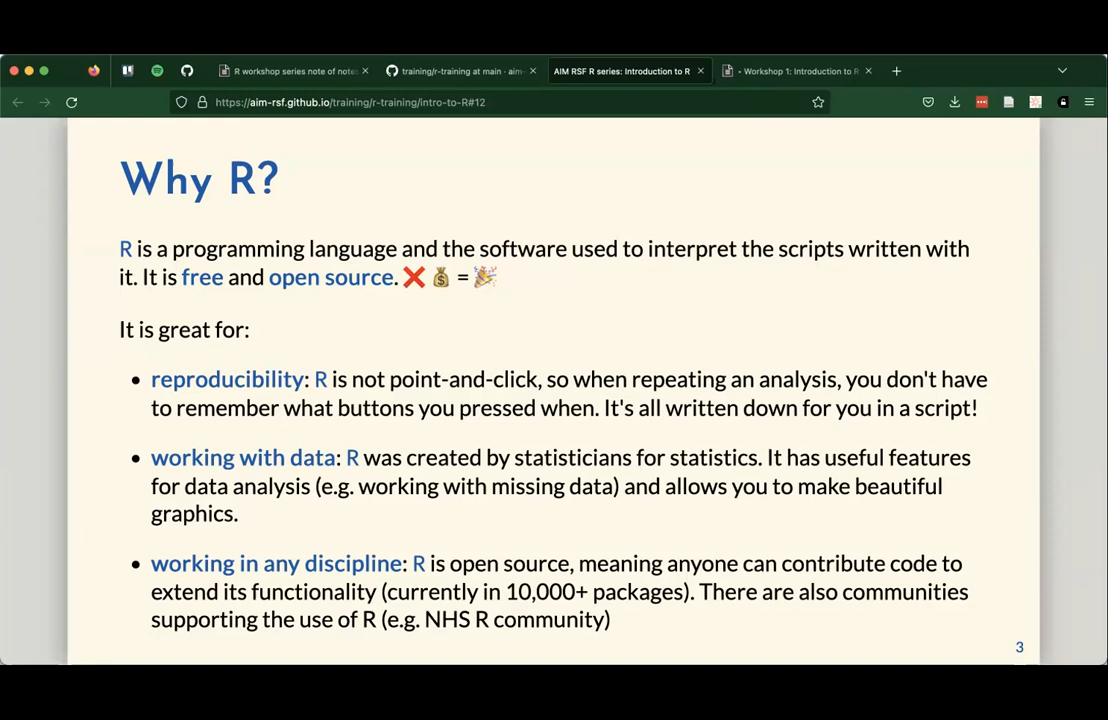 R workshop series note of note
training/r-training at main · aim-
AIM RSF R series: Introduction to R
• Workshop 1: Introduction to R
https://aim-rsf.github.io/training/r-training/intro-to-R#12
Why R?
R is a programming language and the software used to interpret the scripts written with
it. It is free and open source. ❌ 💰 = 🎉
It is great for:
• reproducibility: R is not point-and-click, so when repeating an analysis, you don't have
to remember what buttons you pressed when. It's all written down for you in a script!
• working with data: R was created by statisticians for statistics. It has useful features
for data analysis (e.g. working with missing data) and allows you to make beautiful
graphics.
• working in any discipline: R is open source, meaning anyone can contribute code to
extend its functionality (currently in 10,000+ packages). There are also communities
supporting the use of R (e.g. NHS R community)
3